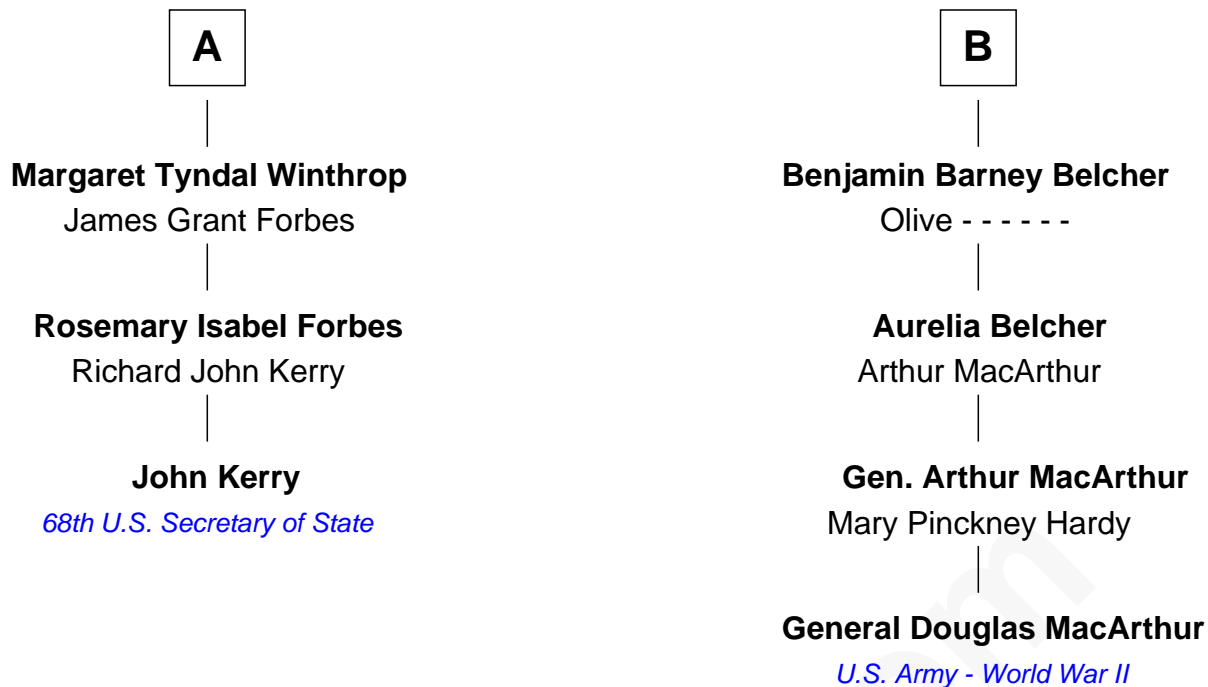 A
Margaret Tyndal Winthrop
James Grant Forbes
Rosemary Isabel Forbes
Richard John Kerry
John Kerry
68th U.S. Secretary of State
B
Benjamin Barney Belcher
Olive - - - - - -
Aurelia Belcher
Arthur MacArthur
Gen. Arthur MacArthur
Mary Pinckney Hardy
General Douglas MacArthur
U.S. Army - World War II